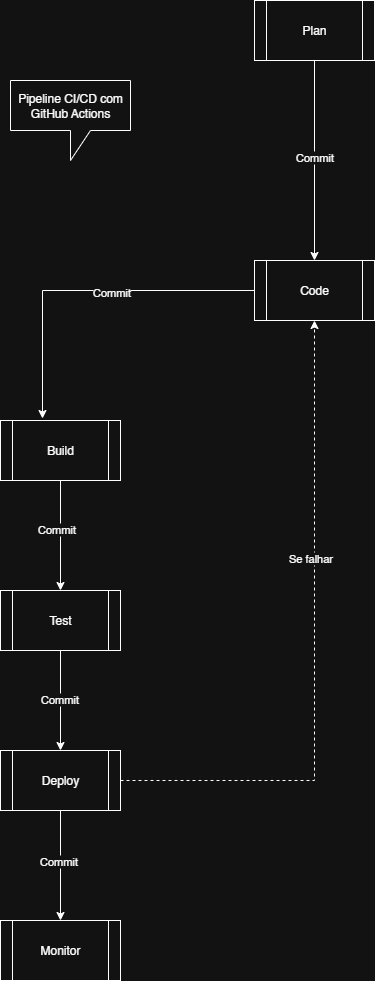 Plan
Pipeline CI/CD com
GitHub Actions
Commit
Code
Commit
Build
Commit
Se falhar
Test
Commit
Deploy
Commit
Monitor